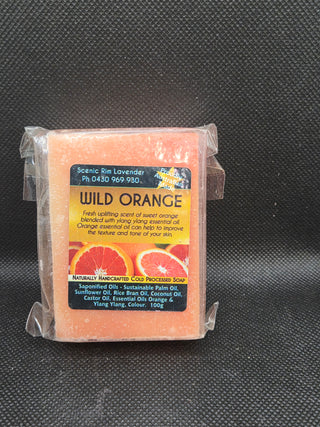 Scenic Rim Lavender
Ph 0430 969 930
WILD ORANGE
Fresh uplifting scent of sweet orange
blended with ylang ylang essential oil
Orange essential oil can help to improve
the texture and tone of your skin.
Naturally Handcrafted Cold Processed Soap
Saponified Oils - Sustainable Palm Oil,
Sunflower Oil, Rice Bran Oil, Coconut Oil,
Castor Oil, Essential Oils Orange &
Ylang Ylang, Colour. 100g